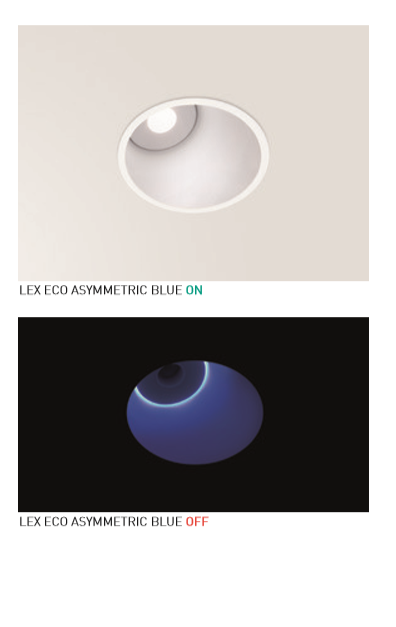 LEX ECO ASYMMETRIC BLUE ON
LEX ECO ASYMMETRIC BLUE OFF